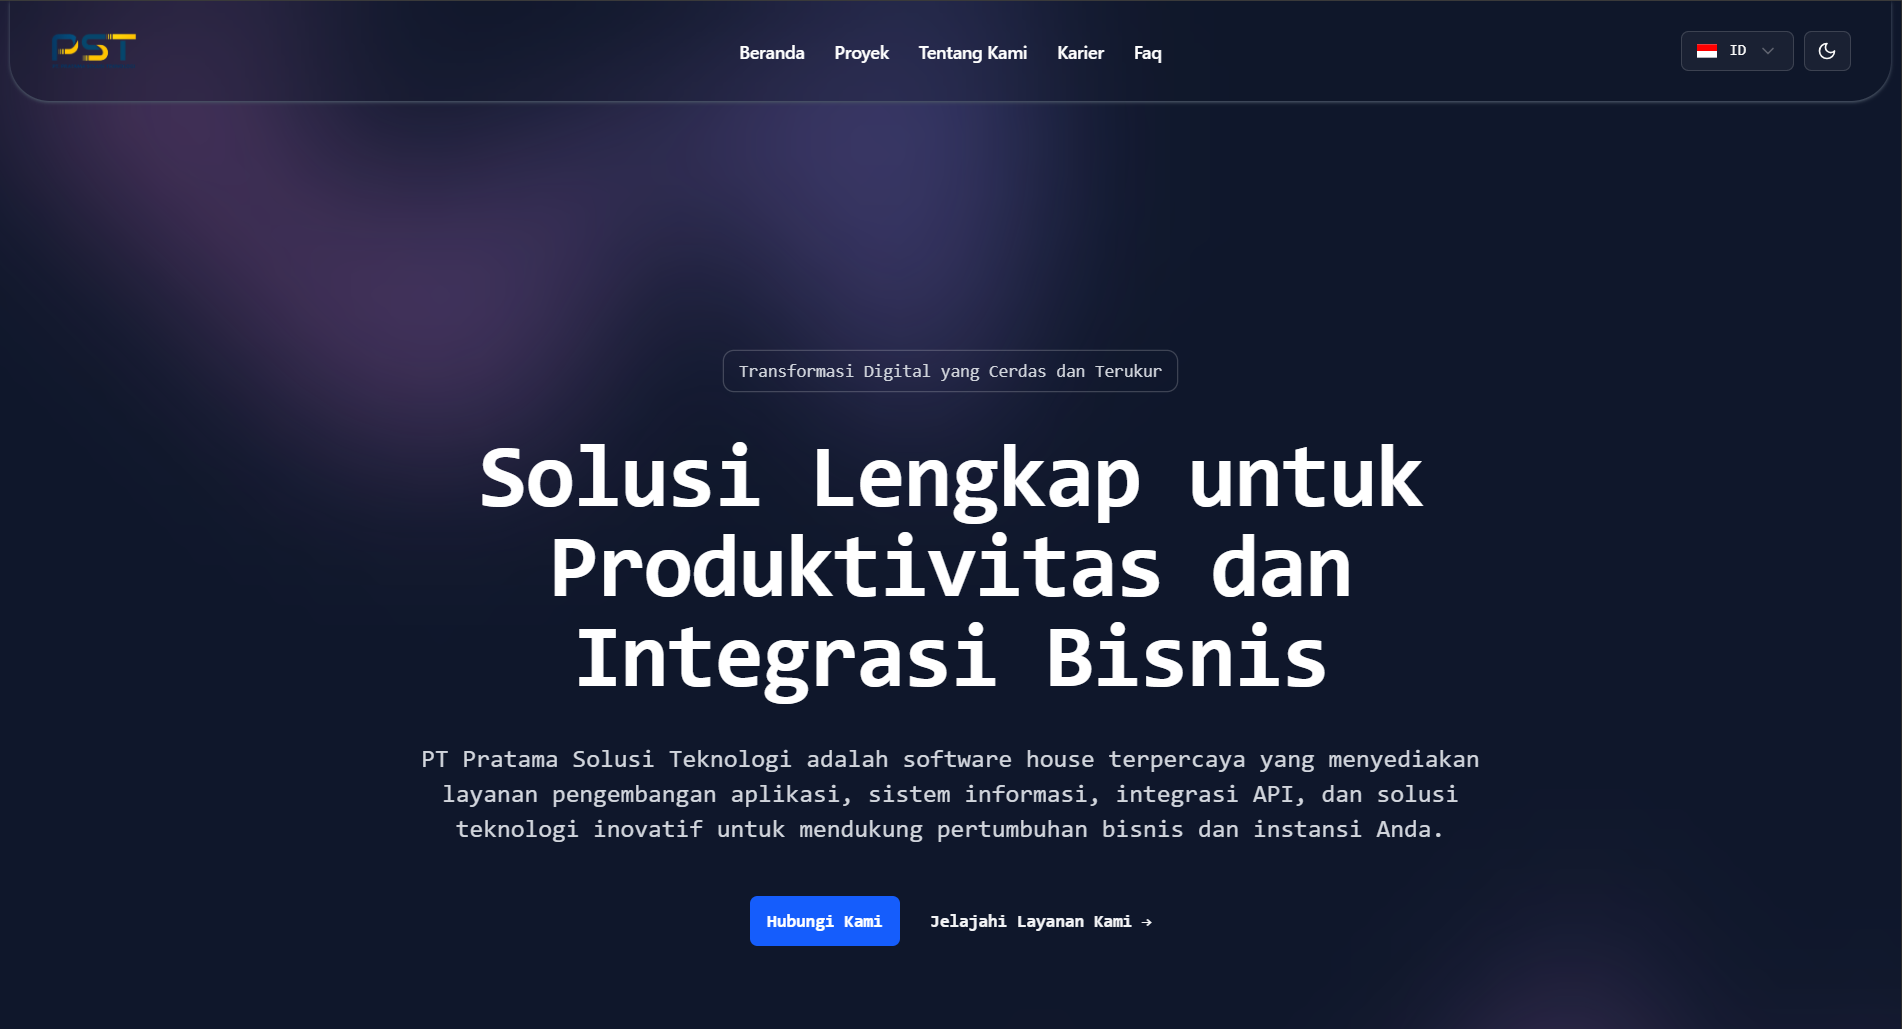 PST
Beranda
Proyek
Tentang Kami
Karier
Faq
ID
Transformasi Digital yang Cerdas dan Terukur
Solusi Lengkap untuk
Produktivitas dan
Integrasi Bisnis
PT Pratama Solusi Teknologi adalah software house terpercaya yang menyediakan
layanan pengembangan aplikasi, sistem informasi, integrasi API, dan solusi
teknologi inovatif untuk mendukung pertumbuhan bisnis dan instansi Anda.
Hubungi Kami
Jelajahi Layanan Kami →